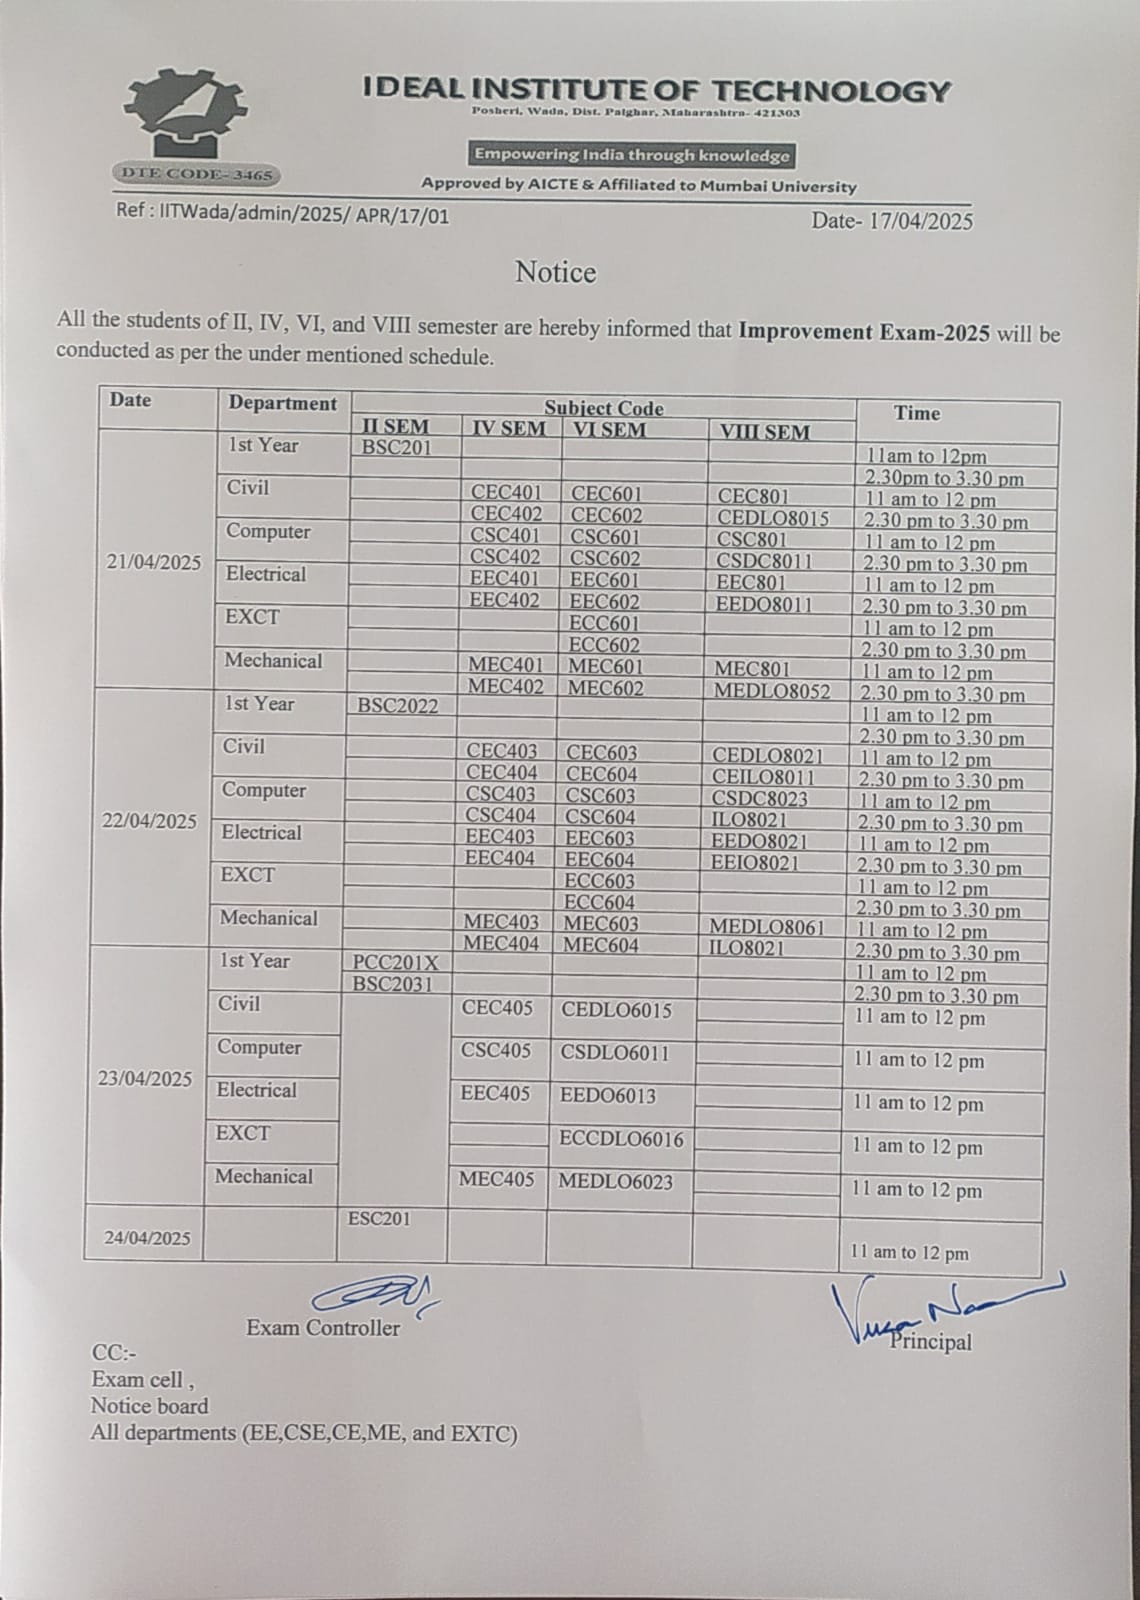 IDEAL INSTITUTE OF TECHNOLOGY
Posheri, Wada, Dist. Palghar, Maharashtra- 421303
Empowering India through knowledge
DTE CODE- 3465
Approved by AICTE & Affiliated to Mumbai University
Ref : IITWada/admin/2025/ APR/17/01 Date- 17/04/2025
Notice
All the students of II, IV, VI, and VIII semester are hereby informed that Improvement Exam-2025 will be
conducted as per the under mentioned schedule.
Date Department Subject Code Time
II SEM IV SEM VI SEM VIII SEM
21/04/2025
1st Year BSC201 11am to 12pm
2.30pm to 3.30 pm
Civil CEC401 CEC601 CEC801 11 am to 12 pm
CEC402 CEC602 CEDLO8015 2.30 pm to 3.30 pm
Computer CSC401 CSC601 CSC801 11 am to 12 pm
CSC402 CSC602 CSDC8011 2.30 pm to 3.30 pm
Electrical EEC401 EEC601 EEC801 11 am to 12 pm
EEC402 EEC602 EEDO8011 2.30 pm to 3.30 pm
EXCT ECC601 11 am to 12 pm
ECC602 2.30 pm to 3.30 pm
Mechanical MEC401 MEC601 MEC801 11 am to 12 pm
MEC402 MEC602 MEDLO8052 2.30 pm to 3.30 pm
22/04/2025
1st Year BSC2022 11 am to 12 pm
2.30 pm to 3.30 pm
Civil CEC403 CEC603 CEDLO8021 11 am to 12 pm
CEC404 CEC604 CEILO8011 2.30 pm to 3.30 pm
Computer CSC403 CSC603 CSDC8023 11 am to 12 pm
CSC404 CSC604 ILO8021 2.30 pm to 3.30 pm
Electrical EEC403 EEC603 EEDO8021 11 am to 12 pm
EEC404 EEC604 EEIO8021 2.30 pm to 3.30 pm
EXCT ECC603 11 am to 12 pm
ECC604 2.30 pm to 3.30 pm
Mechanical MEC403 MEC603 MEDLO8061 11 am to 12 pm
MEC404 MEC604 ILO8021 2.30 pm to 3.30 pm
23/04/2025
1st Year PCC201X 11 am to 12 pm
BSC2031 2.30 pm to 3.30 pm
Civil CEC405 CEDLO6015 11 am to 12 pm
Computer CSC405 CSDLO6011 11 am to 12 pm
Electrical EEC405 EEDO6013 11 am to 12 pm
EXCT ECCDLO6016 11 am to 12 pm
Mechanical MEC405 MEDLO6023 11 am to 12 pm
24/04/2025 ESC201 11 am to 12 pm
Exam Controller Principal
CC:-
Exam cell ,
Notice board
All departments (EE,CSE,CE,ME, and EXTC)